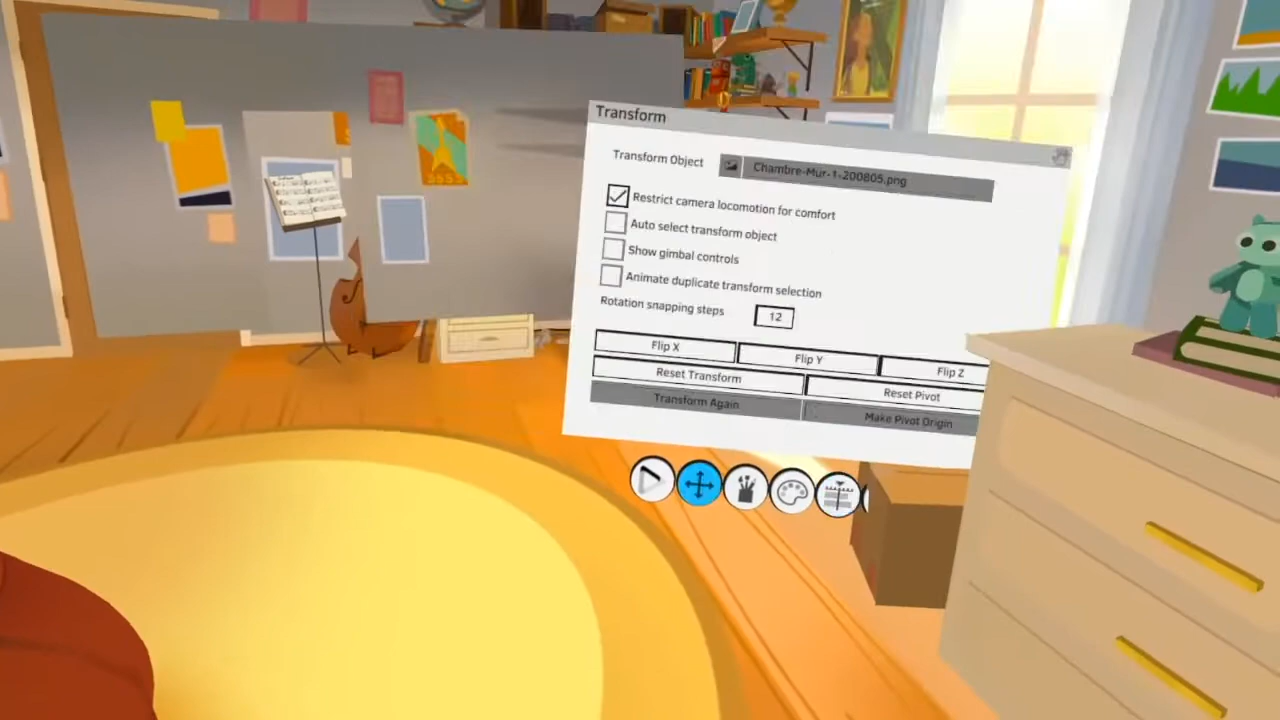 Transform
Transform Object
Chambre-Mur-1-200805.png
Restrict camera locomotion for comfort
Auto select transform object
Show gimbal controls
Animate duplicate transform selection
Rotation snapping steps
12
Flip X
Flip Y
Flip Z
Reset Transform
Reset Pivot
Transform Again
Make Pivot Origin